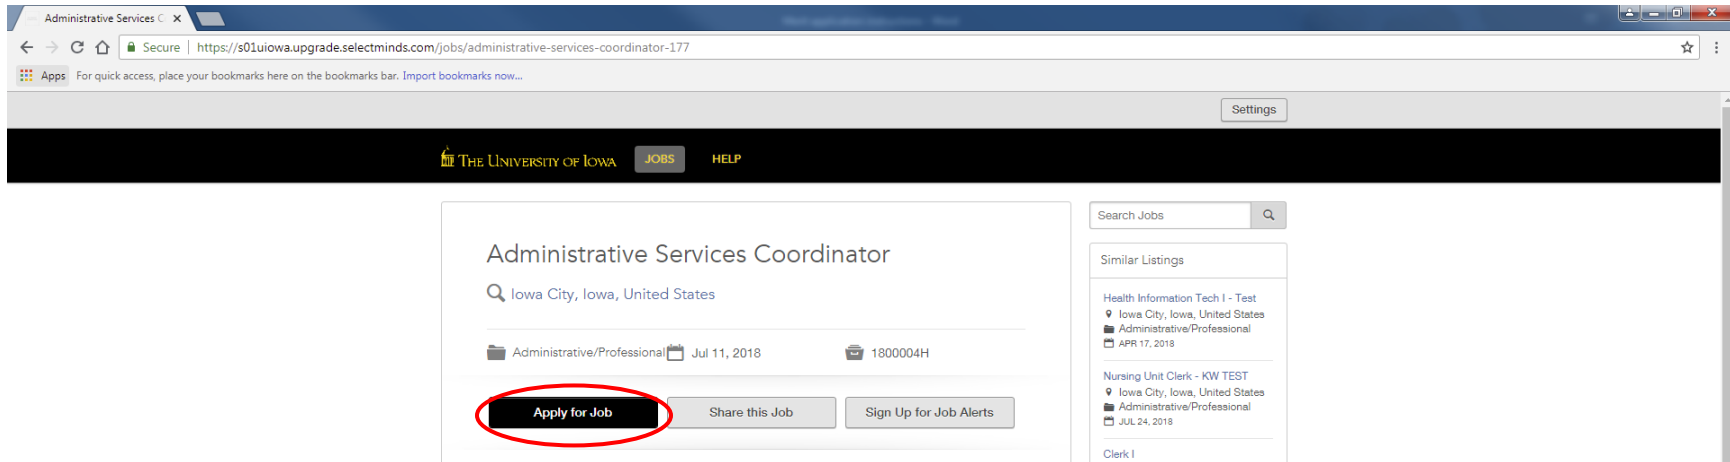 Administrative Services C
Secure | https://s01uiowa.upgrade.selectminds.com/jobs/administrative-services-coordinator-177
Apps For quick access, place your bookmarks here on the bookmarks bar. Import bookmarks now...
Settings
THE UNIVERSITY OF IOWA JOBS HELP
Administrative Services Coordinator
Iowa City, Iowa, United States
Administrative/Professional Jul 11, 2018 1800004H
Apply for Job Share this Job Sign Up for Job Alerts
Search Jobs
Similar Listings
Health Information Tech I - Test
Iowa City, Iowa, United States
Administrative/Professional
APR 17, 2018
Nursing Unit Clerk - KW TEST
Iowa City, Iowa, United States
Administrative/Professional
JUL 24, 2018
Clerk I